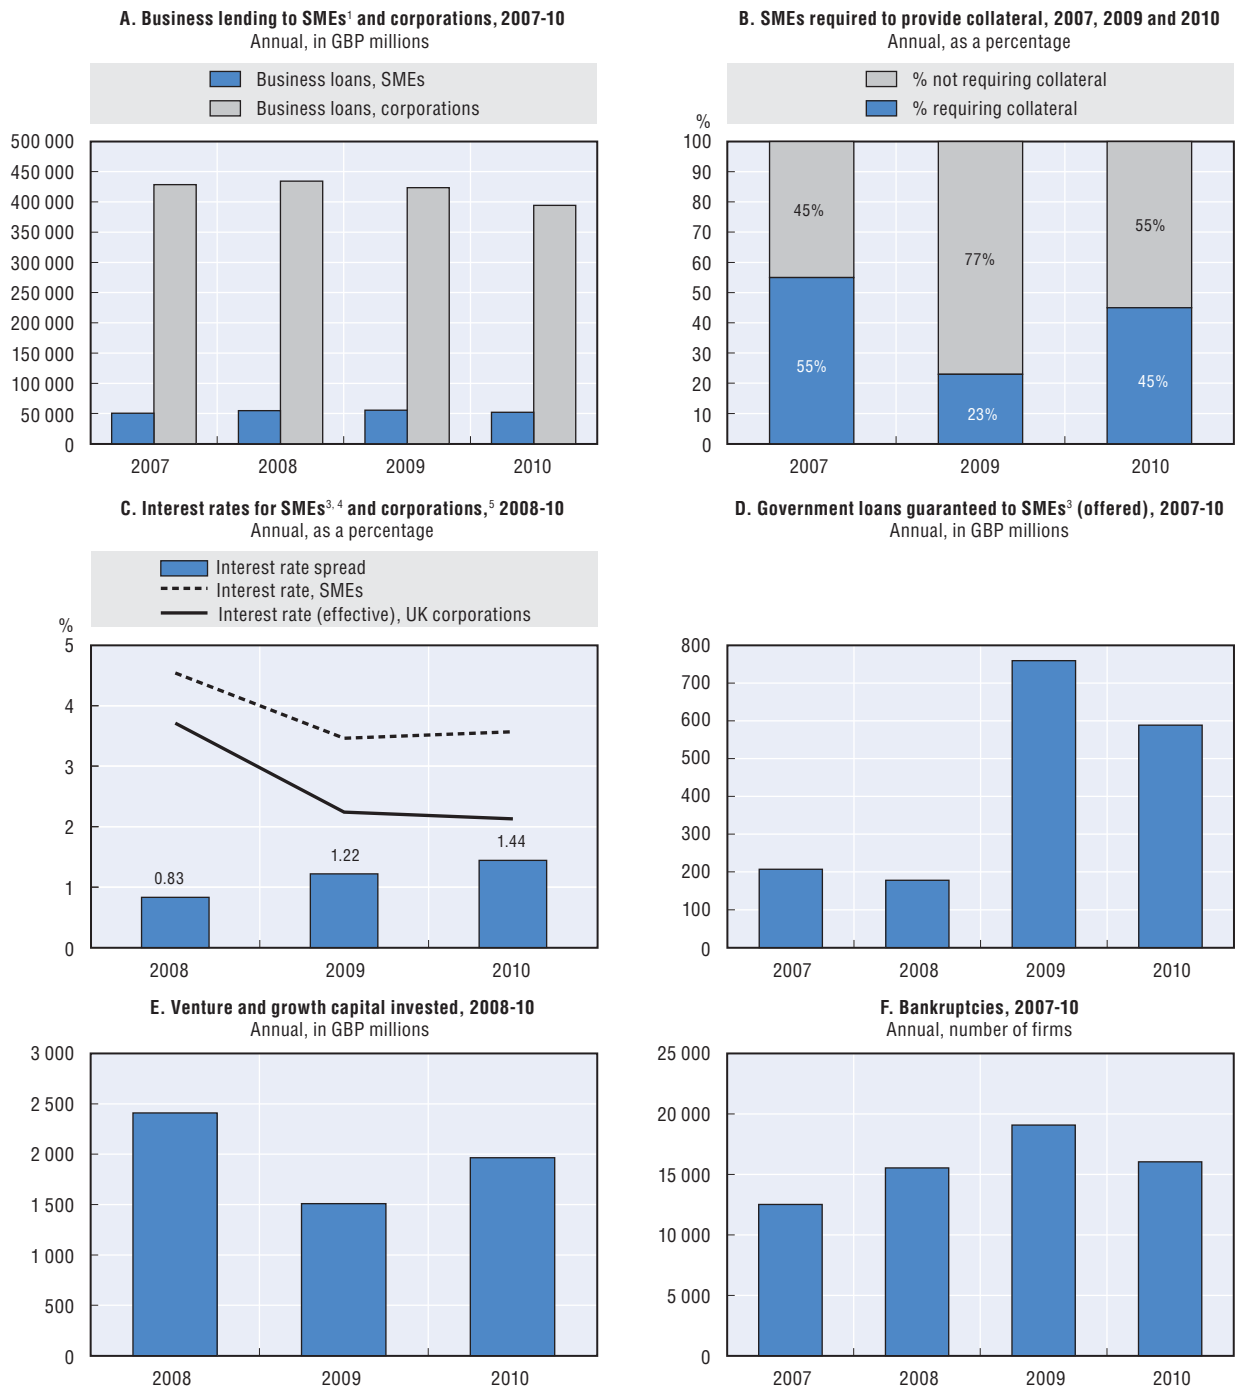 A. Business lending to SMEs¹ and corporations, 2007-10
Annual, in GBP millions
Business loans, SMEs
Business loans, corporations
500 000
450 000
400 000
350 000
300 000
250 000
200 000
150 000
100 000
50 000
0
2007 2008 2009 2010
B. SMEs required to provide collateral, 2007, 2009 and 2010
Annual, as a percentage
% not requiring collateral
% requiring collateral
%
100
90
80
70
60
50
40
30
20
10
0
45%
55%
77%
23%
55%
45%
2007 2009 2010
C. Interest rates for SMEs³,⁴ and corporations,⁵ 2008-10
Annual, as a percentage
Interest rate spread
Interest rate, SMEs
Interest rate (effective), UK corporations
%
5
4
3
2
1
0
0.83
1.22
1.44
2008 2009 2010
D. Government loans guaranteed to SMEs³ (offered), 2007-10
Annual, in GBP millions
800
700
600
500
400
300
200
100
0
2007 2008 2009 2010
E. Venture and growth capital invested, 2008-10
Annual, in GBP millions
3 000
2 500
2 000
1 500
1 000
500
0
2008 2009 2010
F. Bankruptcies, 2007-10
Annual, number of firms
25 000
20 000
15 000
10 000
5 000
0
2007 2008 2009 2010